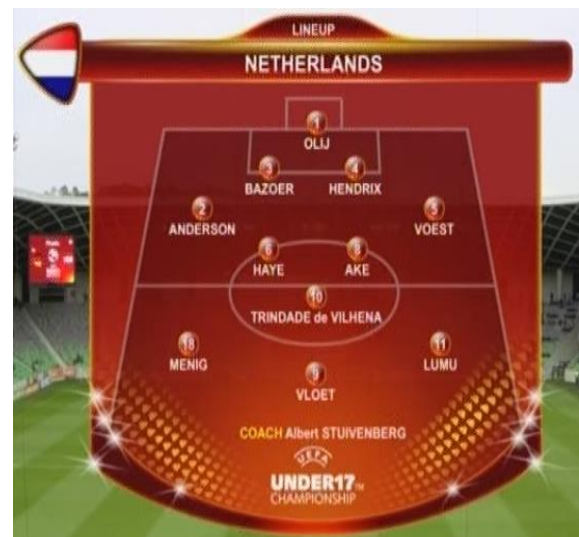 LINEUP
NETHERLANDS
1
OLIJ
3 4
BAZOER HENDRIX
2 5
ANDERSON VOEST
6 8
HAYE AKE
10
TRINDADE de VILHENA
18 11
MENIG LUMU
9
VLOET
COACH Albert STUIVENBERG
UEFA
UNDER17™
CHAMPIONSHIP